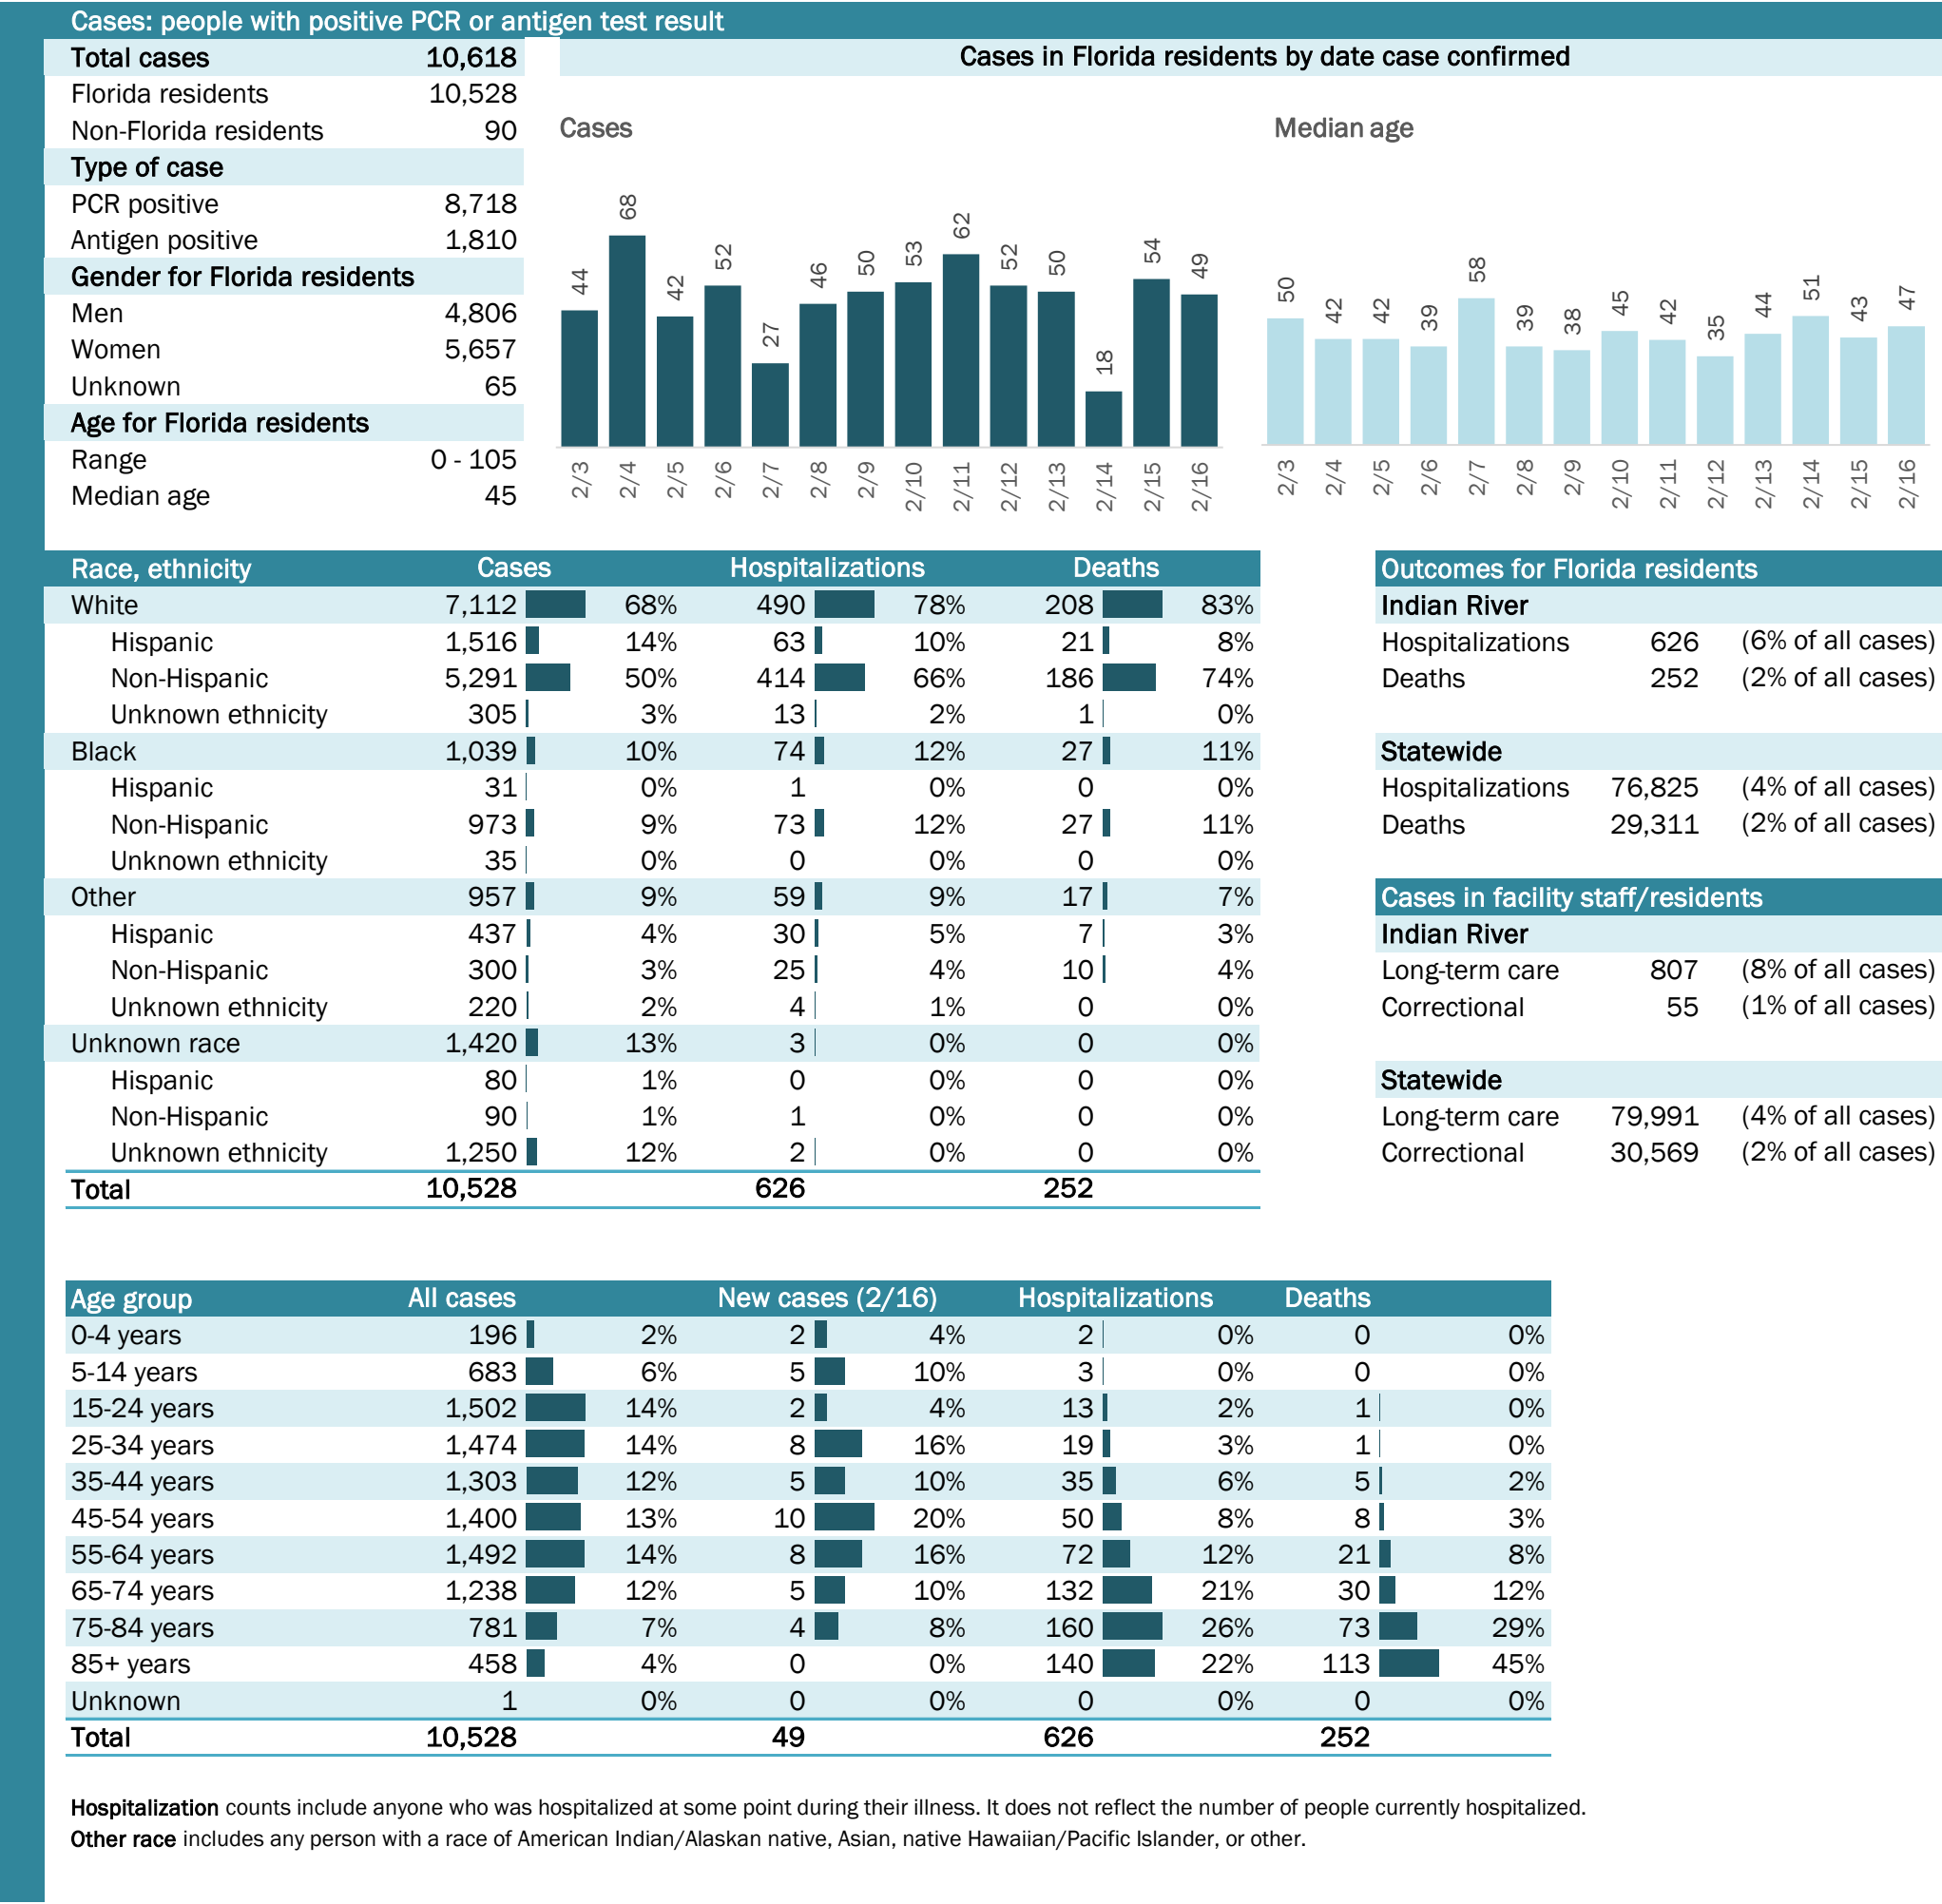 Cases: people with positive PCR or antigen test result
Total cases 10,618
Florida residents 10,528
Non-Florida residents 90
Type of case
PCR positive 8,718
Antigen positive 1,810
Gender for Florida residents
Men 4,806
Women 5,657
Unknown 65
Age for Florida residents
Range 0 - 105
Median age 45
Cases in Florida residents by date case confirmed
Cases
44 68 42 52 27 46 50 53 62 52 50 18 54 49
2/3 2/4 2/5 2/6 2/7 2/8 2/9 2/10 2/11 2/12 2/13 2/14 2/15 2/16
Median age
50 42 42 39 58 39 38 45 42 35 44 51 43 47
2/3 2/4 2/5 2/6 2/7 2/8 2/9 2/10 2/11 2/12 2/13 2/14 2/15 2/16
Race, ethnicity Cases Hospitalizations Deaths
White 7,112 68% 490 78% 208 83%
Hispanic 1,516 14% 63 10% 21 8%
Non-Hispanic 5,291 50% 414 66% 186 74%
Unknown ethnicity 305 3% 13 2% 1 0%
Black 1,039 10% 74 12% 27 11%
Hispanic 31 0% 1 0% 0 0%
Non-Hispanic 973 9% 73 12% 27 11%
Unknown ethnicity 35 0% 0 0% 0 0%
Other 957 9% 59 9% 17 7%
Hispanic 437 4% 30 5% 7 3%
Non-Hispanic 300 3% 25 4% 10 4%
Unknown ethnicity 220 2% 4 1% 0 0%
Unknown race 1,420 13% 3 0% 0 0%
Hispanic 80 1% 0 0% 0 0%
Non-Hispanic 90 1% 1 0% 0 0%
Unknown ethnicity 1,250 12% 2 0% 0 0%
Total 10,528 626 252
Outcomes for Florida residents
Indian River
Hospitalizations 626 (6% of all cases)
Deaths 252 (2% of all cases)
Statewide
Hospitalizations 76,825 (4% of all cases)
Deaths 29,311 (2% of all cases)
Cases in facility staff/residents
Indian River
Long-term care 807 (8% of all cases)
Correctional 55 (1% of all cases)
Statewide
Long-term care 79,991 (4% of all cases)
Correctional 30,569 (2% of all cases)
Age group All cases New cases (2/16) Hospitalizations Deaths
0-4 years 196 2% 2 4% 2 0% 0 0%
5-14 years 683 6% 5 10% 3 0% 0 0%
15-24 years 1,502 14% 2 4% 13 2% 1 0%
25-34 years 1,474 14% 8 16% 19 3% 1 0%
35-44 years 1,303 12% 5 10% 35 6% 5 2%
45-54 years 1,400 13% 10 20% 50 8% 8 3%
55-64 years 1,492 14% 8 16% 72 12% 21 8%
65-74 years 1,238 12% 5 10% 132 21% 30 12%
75-84 years 781 7% 4 8% 160 26% 73 29%
85+ years 458 4% 0 0% 140 22% 113 45%
Unknown 1 0% 0 0% 0 0% 0 0%
Total 10,528 49 626 252
Hospitalization counts include anyone who was hospitalized at some point during their illness. It does not reflect the number of people currently hospitalized.
Other race includes any person with a race of American Indian/Alaskan native, Asian, native Hawaiian/Pacific Islander, or other.